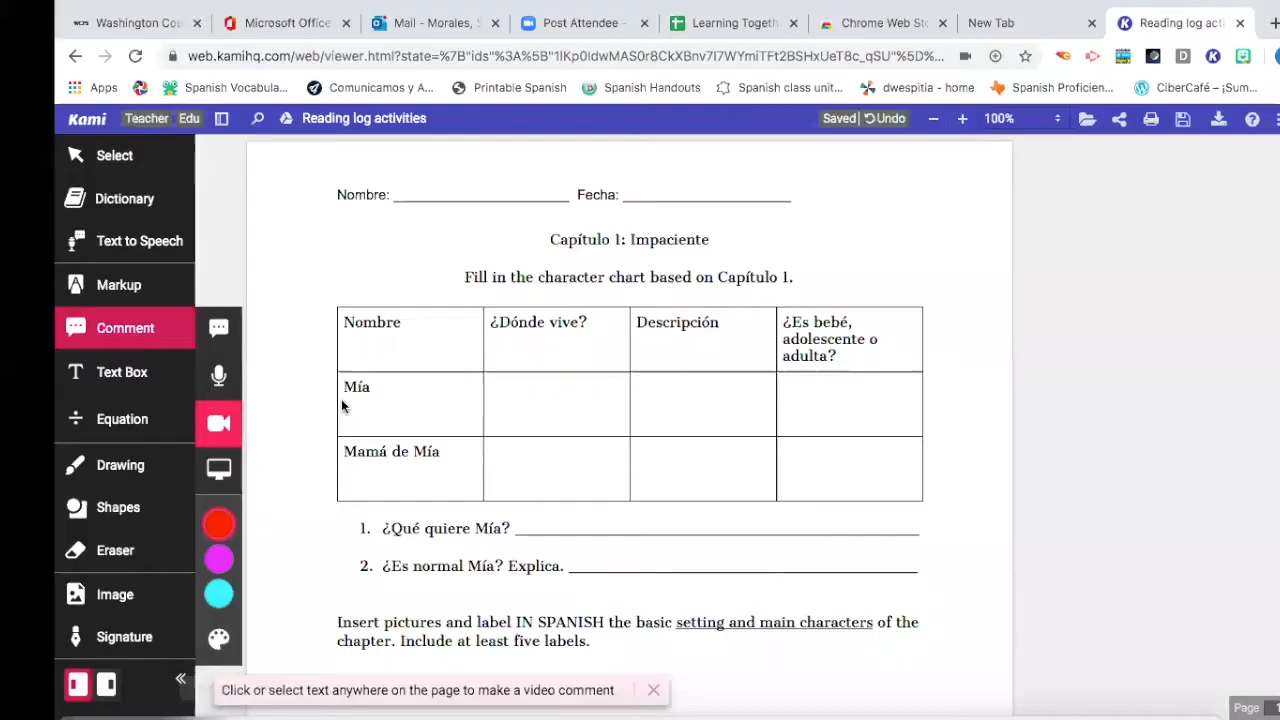 Washington Cou
Microsoft Office
Mail - Morales, S
Post Attendee -
Learning Togeth
Chrome Web Sto
New Tab
Reading log acti
web.kamihq.com/web/viewer.html?state=%7B"ids"%3A%5B"1lKp0IdwMAS0r8CkXBmv7I7WYmiTFt2BSHxUeT8c_qSU"%5D%...
Apps
Spanish Vocabula...
Comunicamos y A...
Printable Spanish
Spanish Handouts
Spanish class unit...
dwespitia - home
Spanish Proficien...
CiberCafé – ¡Sum...
Kami Teacher Edu
Reading log activities
Saved Undo
100%
Select
Dictionary
Text to Speech
Markup
Comment
Text Box
Equation
Drawing
Shapes
Eraser
Image
Signature
Nombre: ______________________ Fecha: _____________________
Capítulo 1: Impaciente
Fill in the character chart based on Capítulo 1.
Nombre
¿Dónde vive?
Descripción
¿Es bebé,
adolescente o
adulta?
Mía
Mamá de Mía
1. ¿Qué quiere Mía? ______________________
2. ¿Es normal Mía? Explica. ______________________
Insert pictures and label IN SPANISH the basic setting and main characters of the
chapter. Include at least five labels.
Click or select text anywhere on the page to make a video comment
Page 1